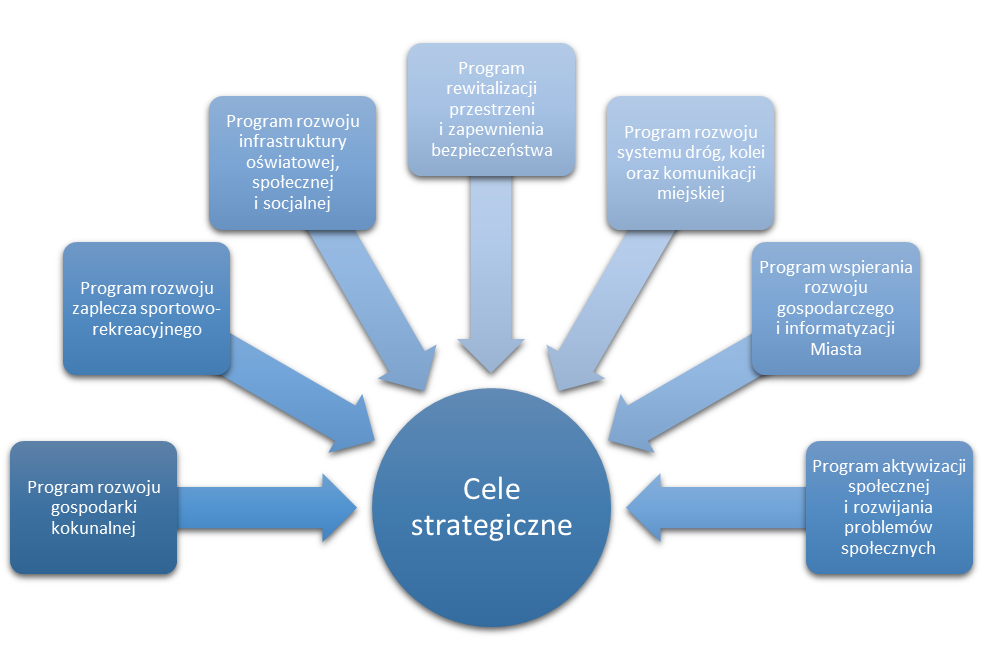 Program rozwoju
gospodarki
kokunalnej
Program rozwoju
zaplecza sportowo-
rekreacyjnego
Program rozwoju
infrastruktury
oświatowej,
społecznej
i socjalnej
Program
rewitalizacji
przestrzeni
i zapewnienia
bezpieczeństwa
Program rozwoju
systemu dróg, kolei
oraz komunikacji
miejskiej
Program wspierania
rozwoju
gospodarczego
i informatyzacji
Miasta
Program aktywizacji
społecznej
i rozwijania
problemów
społecznych
Cele
strategiczne